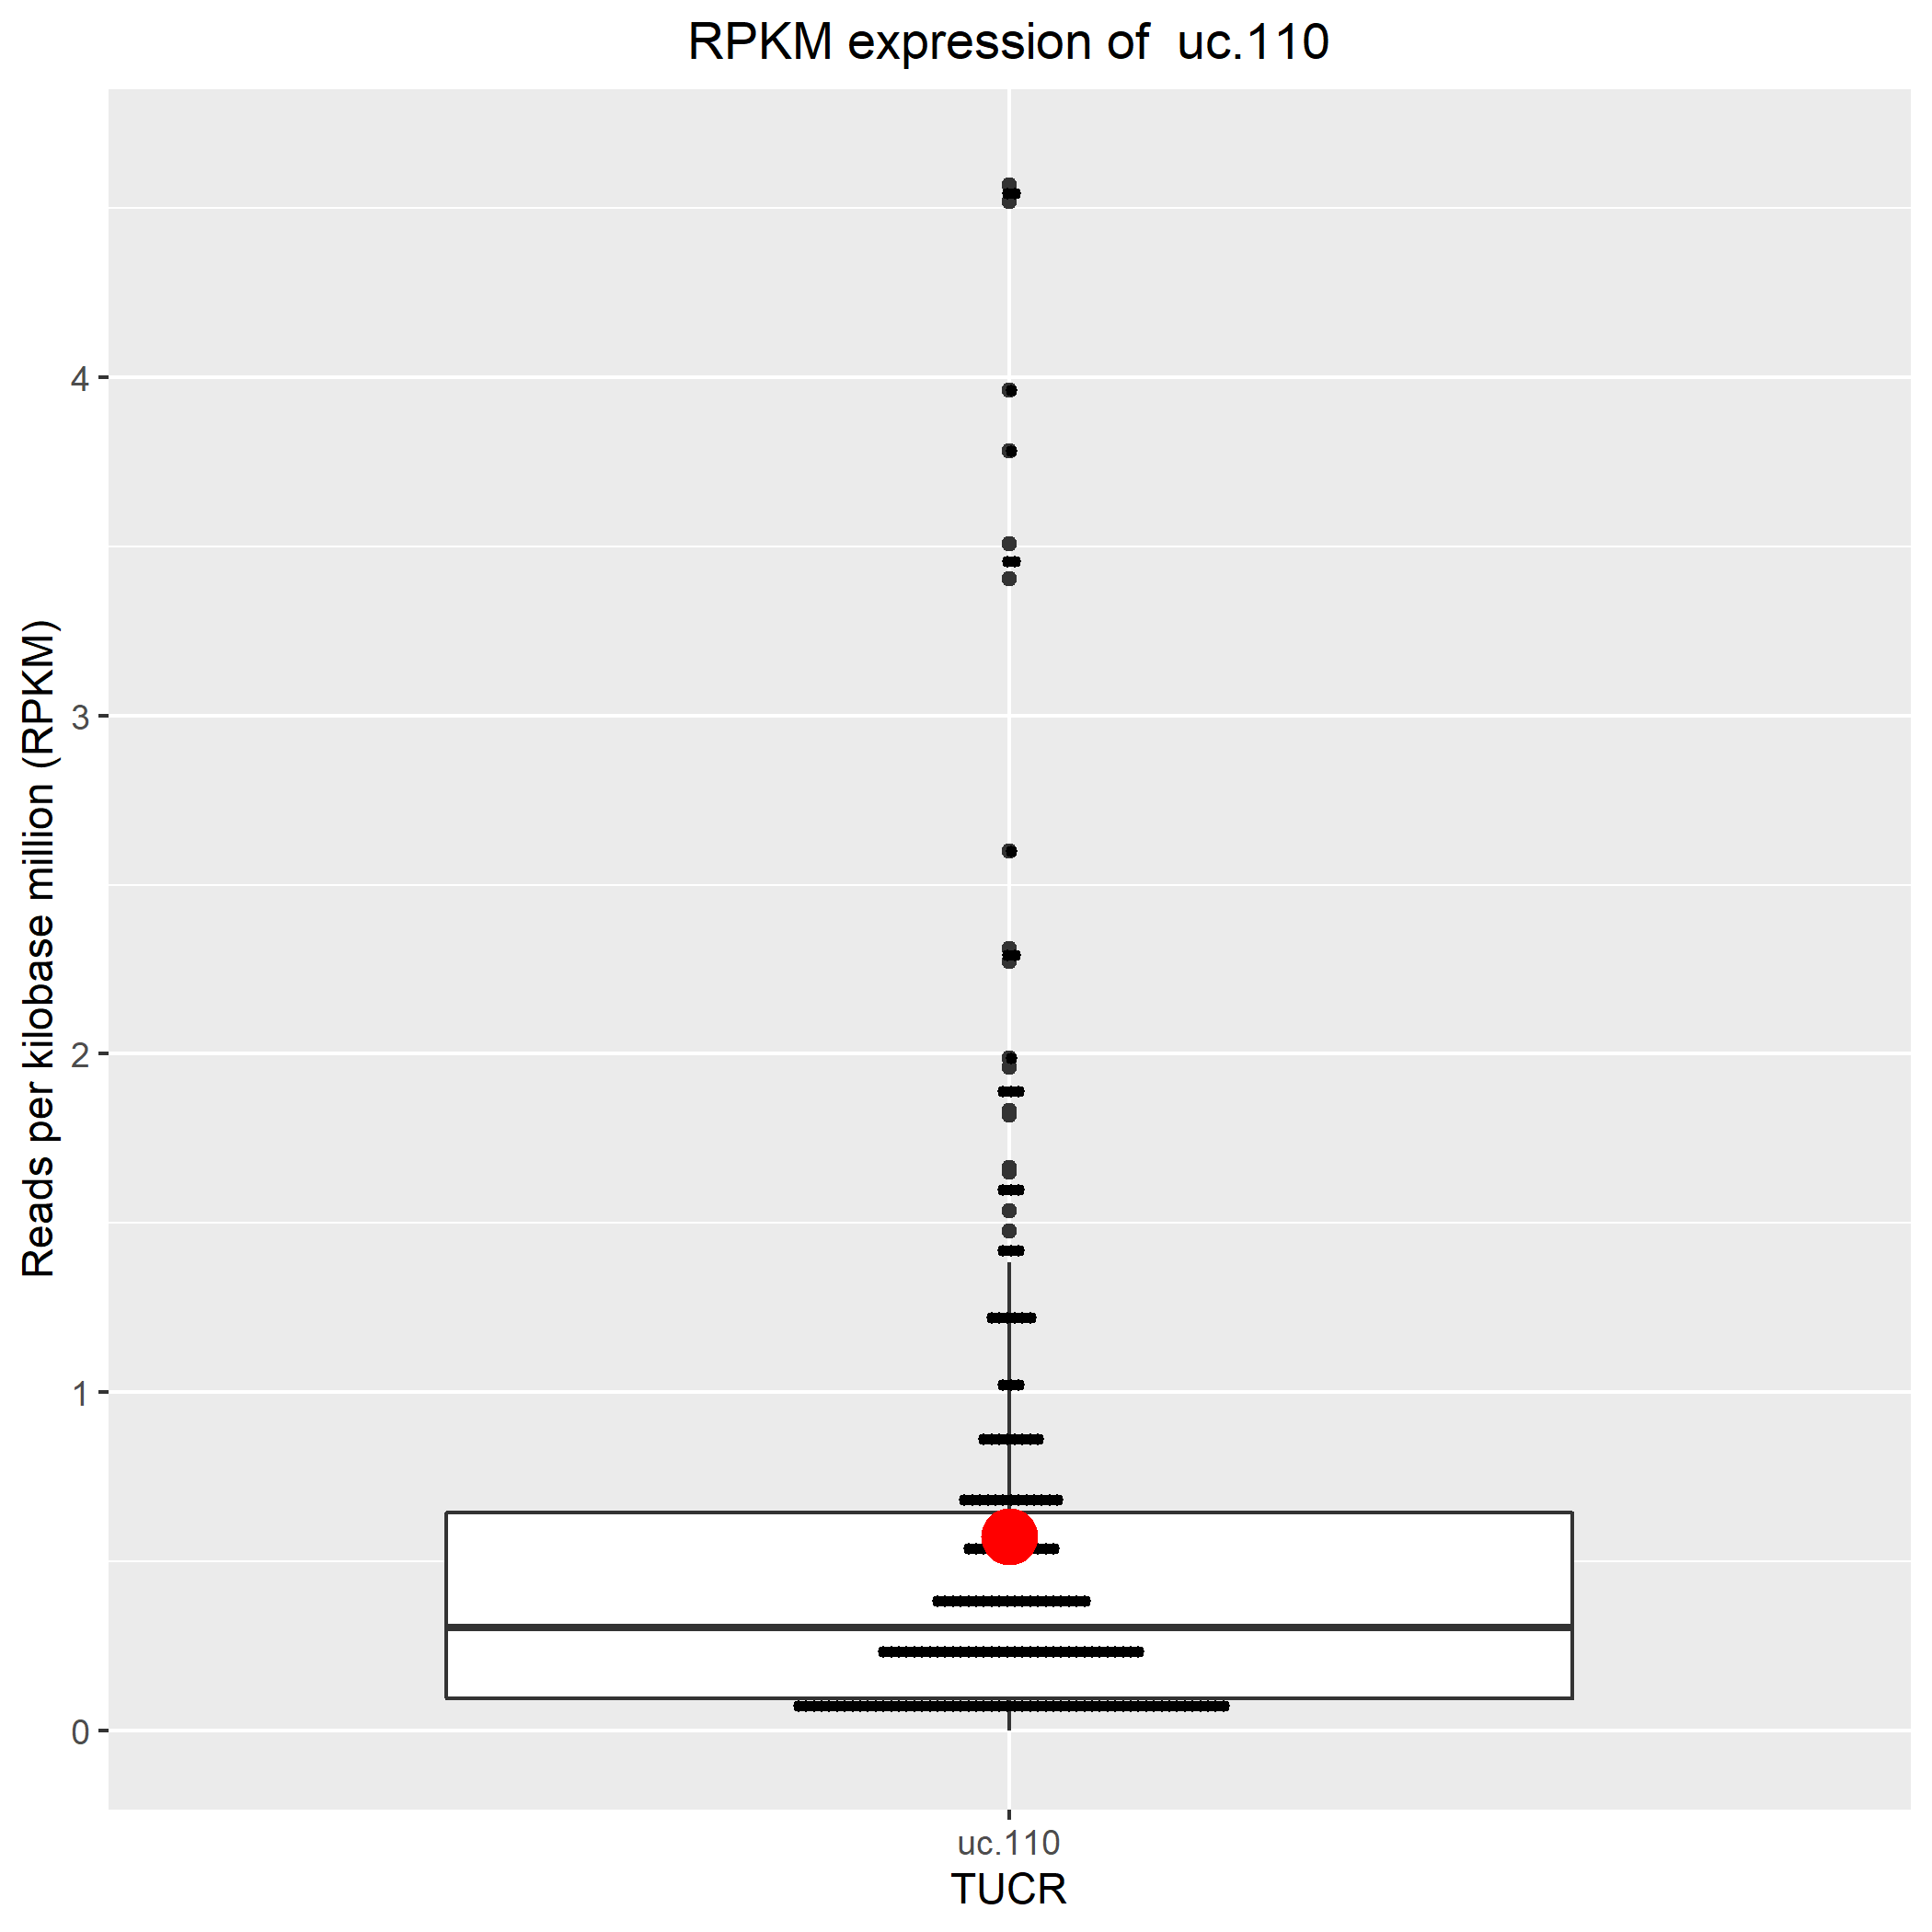 RPKM expression of  uc.110
Reads per kilobase million (RPKM)
4
3
2
1
0
uc.110
TUCR